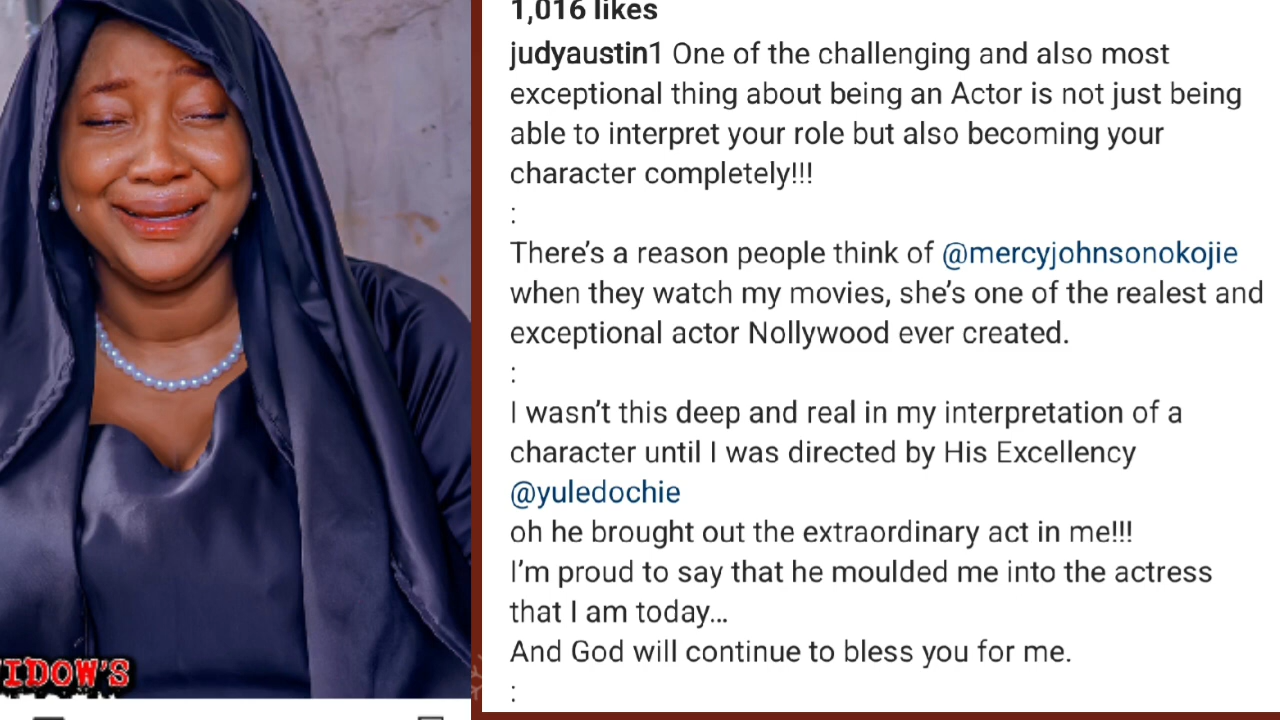 IDOW'S
1,016 likes
judyaustin1 One of the challenging and also most
exceptional thing about being an Actor is not just being
able to interpret your role but also becoming your
character completely!!!
:
There's a reason people think of @mercyjohnsonokojie
when they watch my movies, she's one of the realest and
exceptional actor Nollywood ever created.
:
I wasn't this deep and real in my interpretation of a
character until I was directed by His Excellency
@yuledochie
oh he brought out the extraordinary act in me!!!
I'm proud to say that he moulded me into the actress
that I am today...
And God will continue to bless you for me.
: